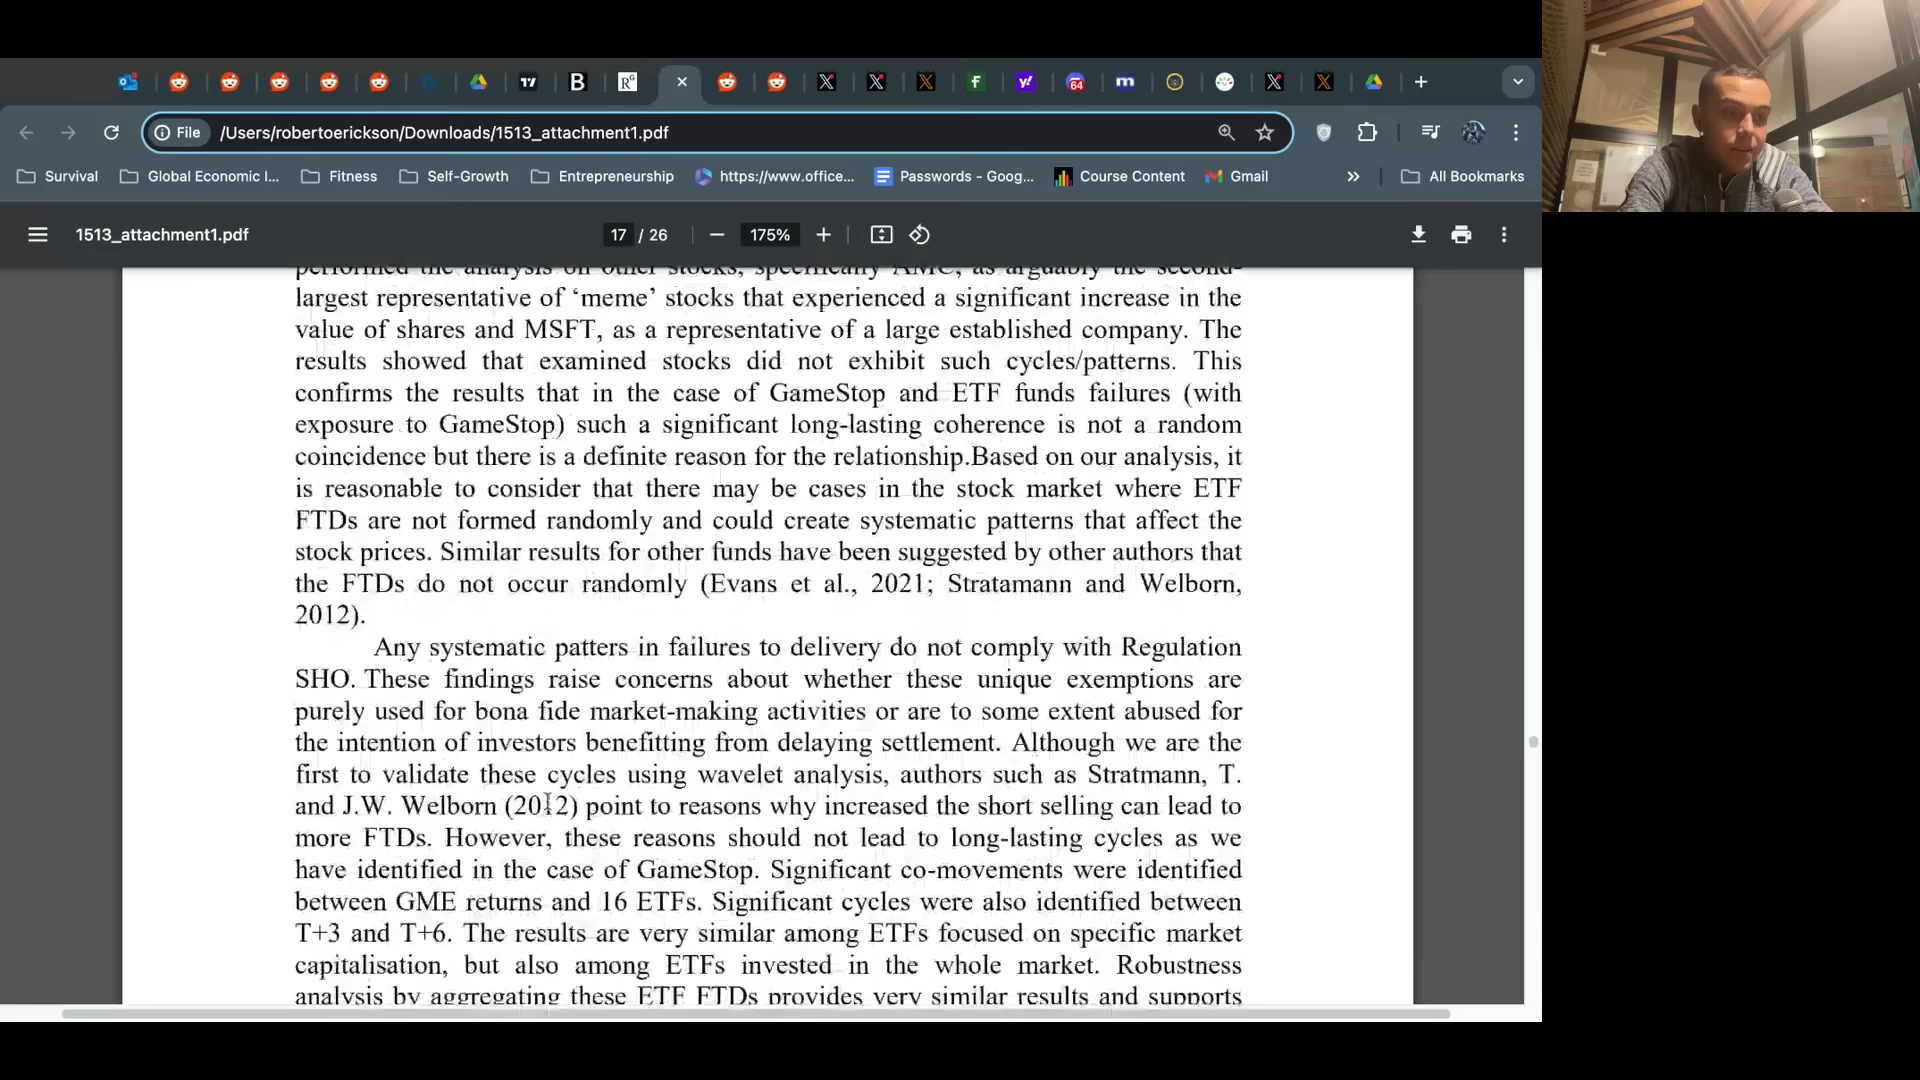 64
File /Users/robertoerickson/Downloads/1513_attachment1.pdf
Survival Global Economic I... Fitness Self-Growth Entrepreneurship https://www.office... Passwords - Goog... Course Content Gmail » All Bookmarks
1513_attachment1.pdf 17 / 26 175%
performed the analysis on other stocks, specifically AMC, as arguably the second-
largest representative of ‘meme’ stocks that experienced a significant increase in the
value of shares and MSFT, as a representative of a large established company. The
results showed that examined stocks did not exhibit such cycles/patterns. This
confirms the results that in the case of GameStop and ETF funds failures (with
exposure to GameStop) such a significant long-lasting coherence is not a random
coincidence but there is a definite reason for the relationship.Based on our analysis, it
is reasonable to consider that there may be cases in the stock market where ETF
FTDs are not formed randomly and could create systematic patterns that affect the
stock prices. Similar results for other funds have been suggested by other authors that
the FTDs do not occur randomly (Evans et al., 2021; Stratamann and Welborn,
2012).
Any systematic patters in failures to delivery do not comply with Regulation
SHO. These findings raise concerns about whether these unique exemptions are
purely used for bona fide market-making activities or are to some extent abused for
the intention of investors benefitting from delaying settlement. Although we are the
first to validate these cycles using wavelet analysis, authors such as Stratmann, T.
and J.W. Welborn (2012) point to reasons why increased the short selling can lead to
more FTDs. However, these reasons should not lead to long-lasting cycles as we
have identified in the case of GameStop. Significant co-movements were identified
between GME returns and 16 ETFs. Significant cycles were also identified between
T+3 and T+6. The results are very similar among ETFs focused on specific market
capitalisation, but also among ETFs invested in the whole market. Robustness
analysis by aggregating these ETF FTDs provides very similar results and supports